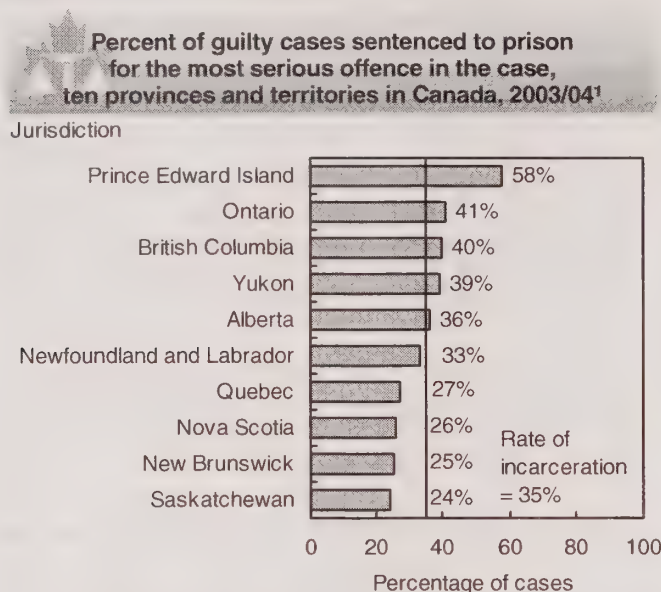 Percent of guilty cases sentenced to prison
for the most serious offence in the case,
ten provinces and territories in Canada, 2003/04¹
Jurisdiction
Prince Edward Island 58%
Ontario 41%
British Columbia 40%
Yukon 39%
Alberta 36%
Newfoundland and Labrador 33%
Quebec 27%
Nova Scotia 26%
New Brunswick 25%
Saskatchewan 24%
Rate of
incarceration
= 35%
0 20 40 60 80 100
Percentage of cases